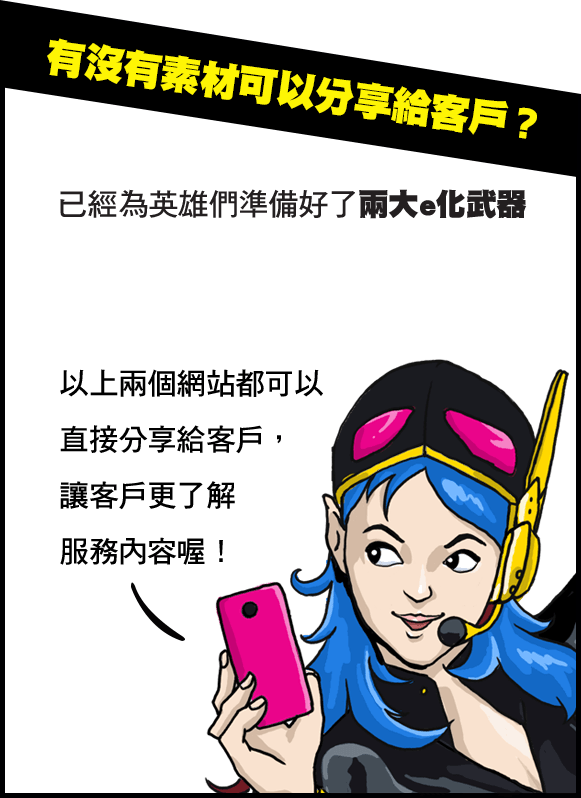 有沒有素材可以分享給客戶？
已經為英雄們準備好了兩大e化武器
以上兩個網站都可以
直接分享給客戶，
讓客戶更了解
服務內容喔！